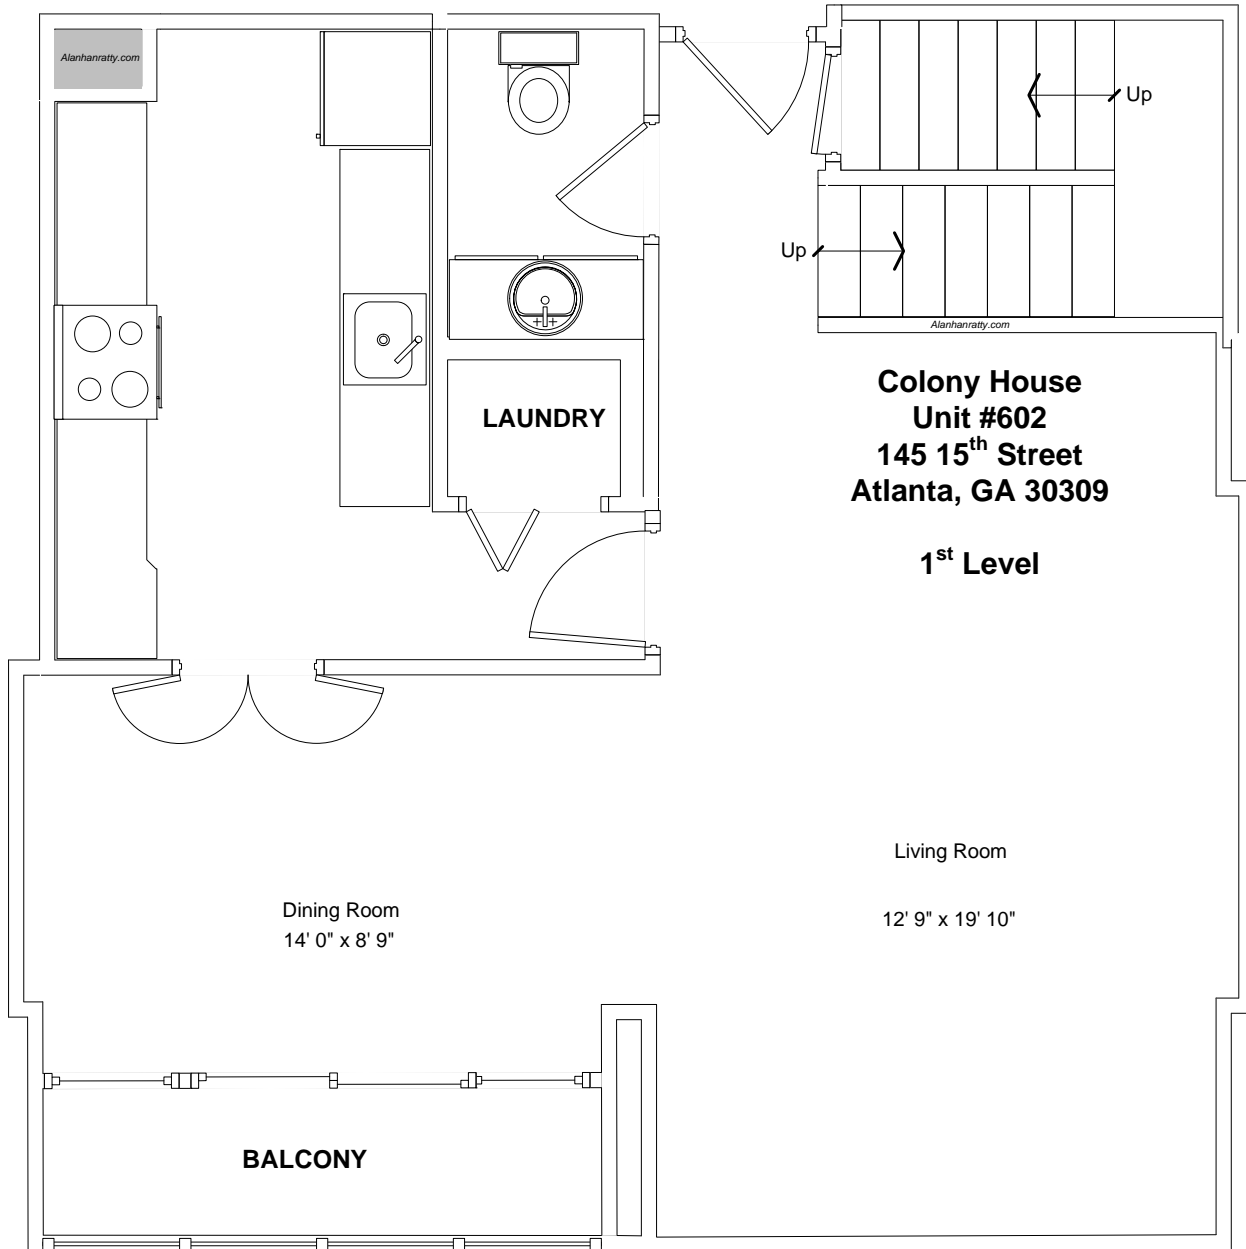 Alanhanratty.com
Up
Up
Alanhanratty.com
Colony House
Unit #602
145 15th Street
Atlanta, GA 30309
1st Level
LAUNDRY
Living Room
12' 9" x 19' 10"
Dining Room
14' 0" x 8' 9"
BALCONY